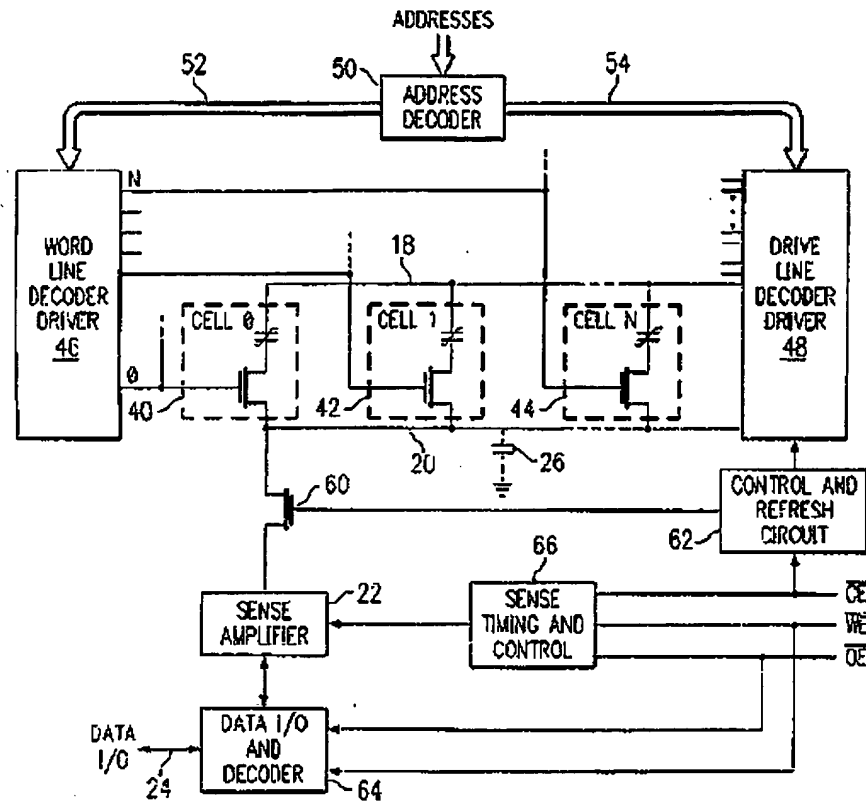 ADDRESSES
52
50
54
ADDRESS
DECODER
N
WORD
LINE
DECODER
DRIVER
46
18
DRIVE
LINE
DECODER
DRIVER
48
CELL 0
CELL 1
CELL N
0
40
42
44
20
26
60
CONTROL AND
REFRESH
CIRCUIT
62
66
22
SENSE
AMPLIFIER
SENSE
TIMING AND
CONTROL
CE
WE
OE
DATA
I/O
24
DATA I/O
AND
DECODER
64